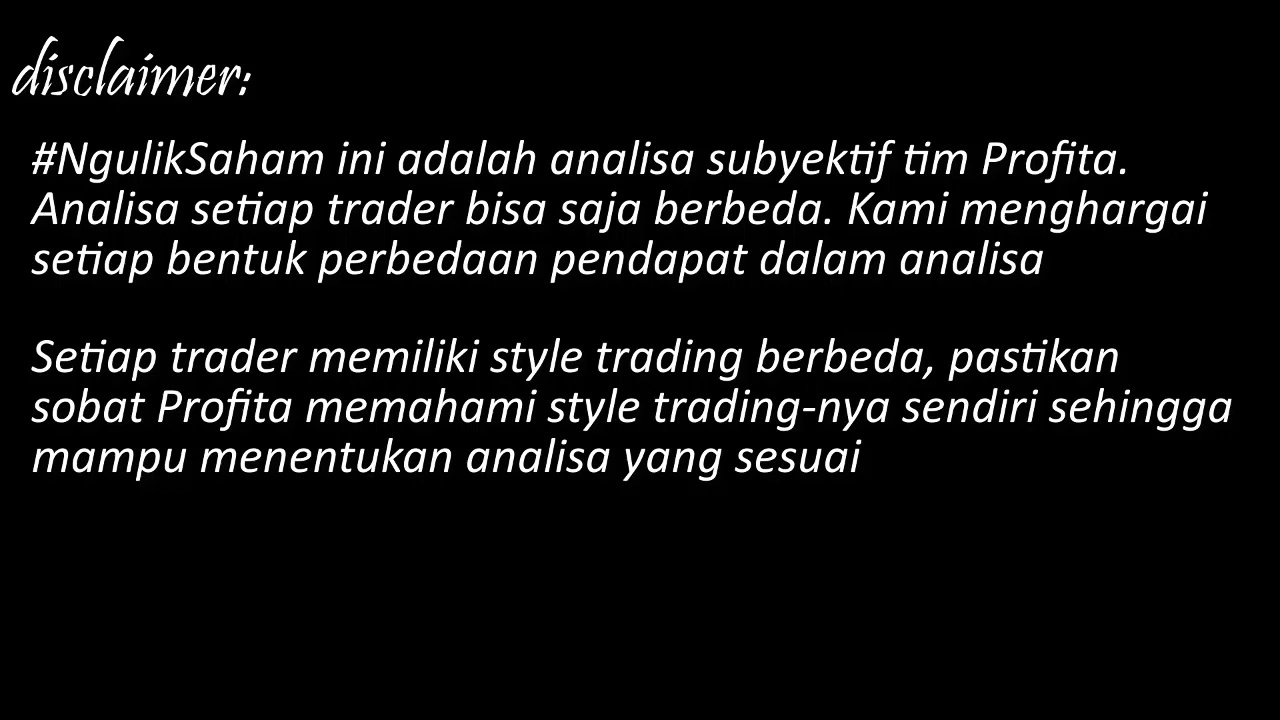 disclaimer:
#NgulikSaham ini adalah analisa subyektif tim Profita.
Analisa setiap trader bisa saja berbeda. Kami menghargai
setiap bentuk perbedaan pendapat dalam analisa
Setiap trader memiliki style trading berbeda, pastikan
sobat Profita memahami style trading-nya sendiri sehingga
mampu menentukan analisa yang sesuai